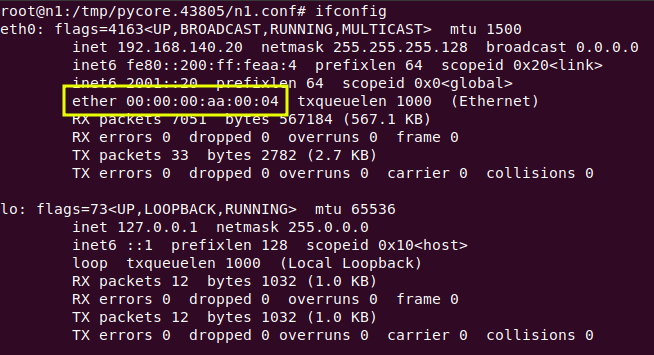 root@n1:/tmp/pycore.43805/n1.conf# ifconfig
eth0: flags=4163<UP,BROADCAST,RUNNING,MULTICAST>  mtu 1500
        inet 192.168.140.20  netmask 255.255.255.128  broadcast 0.0.0.0
        inet6 fe80::200:ff:feaa:4  prefixlen 64  scopeid 0x20<link>
        inet6 2001::20  prefixlen 64  scopeid 0x0<global>
        ether 00:00:00:aa:00:04  txqueuelen 1000  (Ethernet)
        RX packets 7051  bytes 567184 (567.1 KB)
        RX errors 0  dropped 0  overruns 0  frame 0
        TX packets 33  bytes 2782 (2.7 KB)
        TX errors 0  dropped 0 overruns 0  carrier 0  collisions 0

lo: flags=73<UP,LOOPBACK,RUNNING>  mtu 65536
        inet 127.0.0.1  netmask 255.0.0.0
        inet6 ::1  prefixlen 128  scopeid 0x10<host>
        loop  txqueuelen 1000  (Local Loopback)
        RX packets 12  bytes 1032 (1.0 KB)
        RX errors 0  dropped 0  overruns 0  frame 0
        TX packets 12  bytes 1032 (1.0 KB)
        TX errors 0  dropped 0 overruns 0  carrier 0  collisions 0